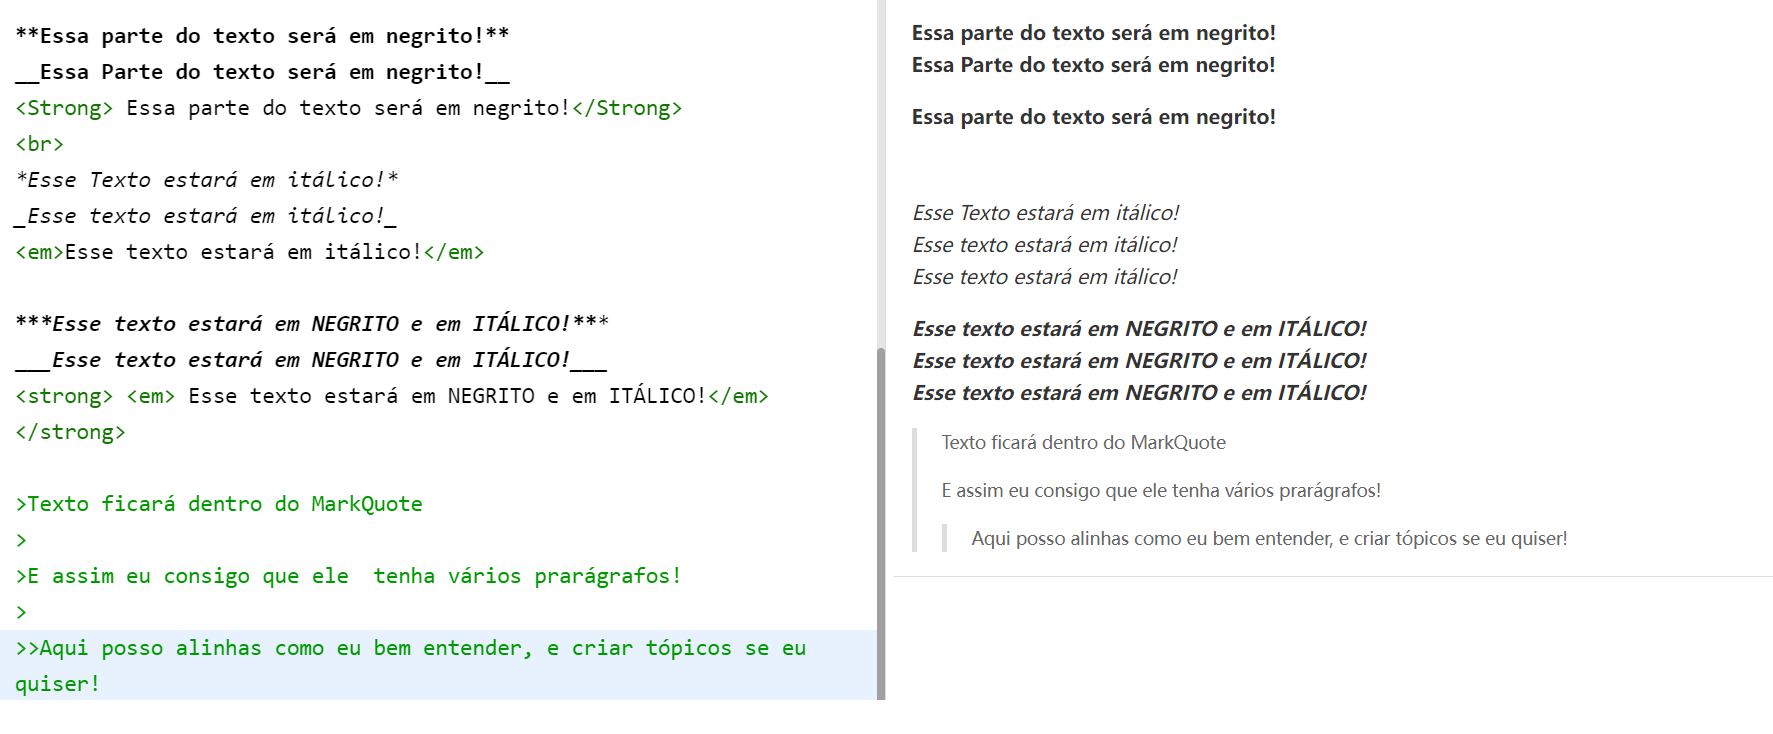 **Essa parte do texto será em negrito!**
__Essa Parte do texto será em negrito!__
<Strong> Essa parte do texto será em negrito!</Strong>
<br>
*Esse Texto estará em itálico!*
_Esse texto estará em itálico!_
<em>Esse texto estará em itálico!</em>
***Esse texto estará em NEGRITO e em ITÁLICO!***
___Esse texto estará em NEGRITO e em ITÁLICO!___
<strong> <em> Esse texto estará em NEGRITO e em ITÁLICO!</em>
</strong>
>Texto ficará dentro do MarkQuote
>
>E assim eu consigo que ele  tenha vários prarágrafos!
>
>>Aqui posso alinhas como eu bem entender, e criar tópicos se eu
quiser!
Essa parte do texto será em negrito!
Essa Parte do texto será em negrito!
Essa parte do texto será em negrito!
Esse Texto estará em itálico!
Esse texto estará em itálico!
Esse texto estará em itálico!
Esse texto estará em NEGRITO e em ITÁLICO!
Esse texto estará em NEGRITO e em ITÁLICO!
Esse texto estará em NEGRITO e em ITÁLICO!
Texto ficará dentro do MarkQuote
E assim eu consigo que ele tenha vários prarágrafos!
Aqui posso alinhas como eu bem entender, e criar tópicos se eu quiser!